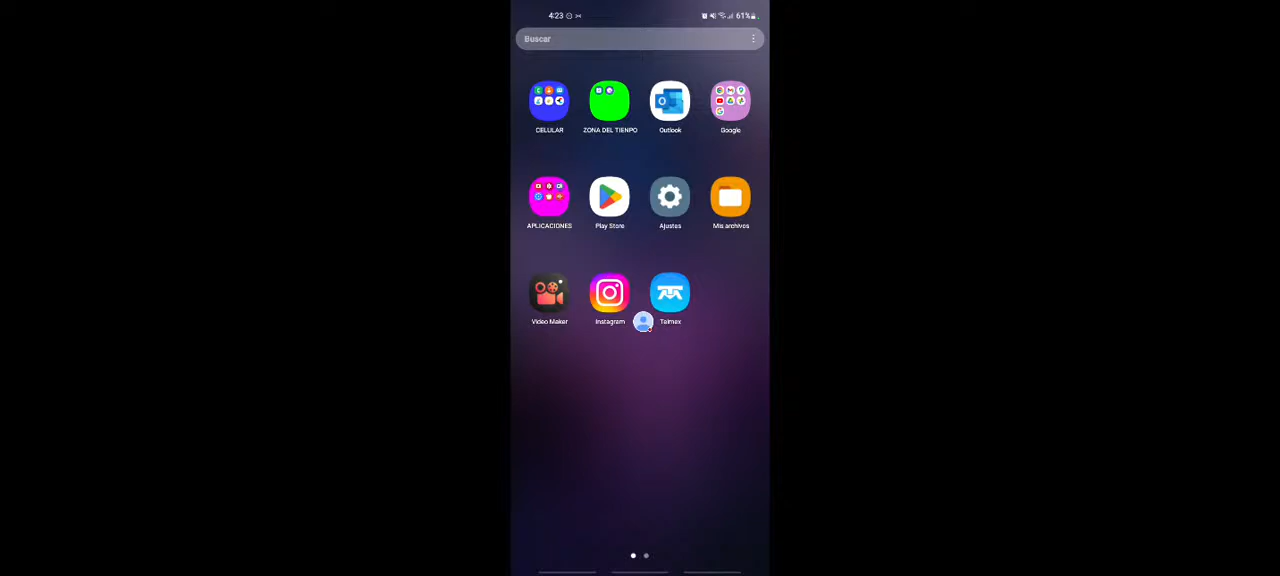 4:23 61%
Buscar
CELULAR ZONA DEL TIENPO Outlook Google
APLICACIONES Play Store Ajustes Mis archivos
Video Maker Instagram Telmex